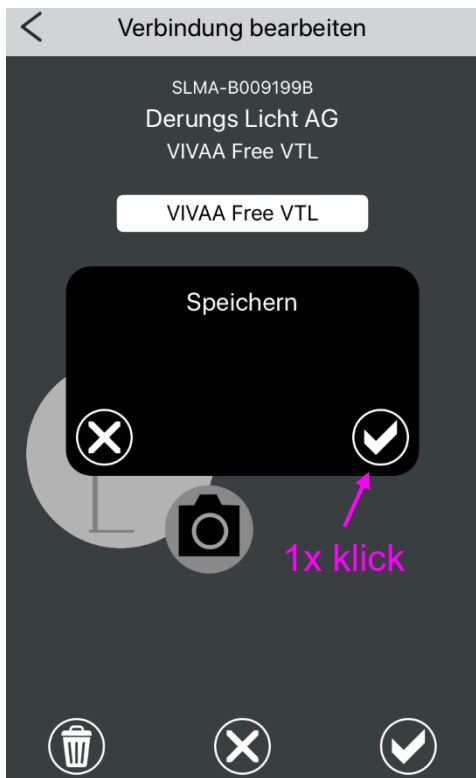 Verbindung bearbeiten
SLMA-B009199B
Derungs Licht AG
VIVAA Free VTL
VIVAA Free VTL
Speichern
1x klick